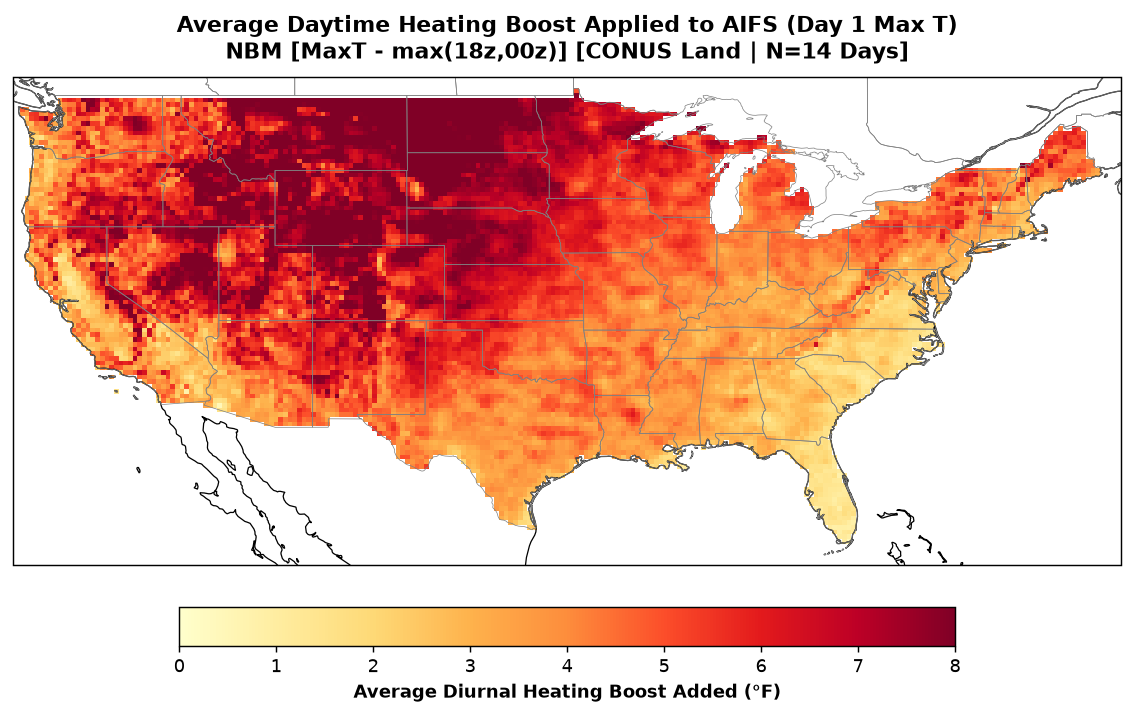 Average Daytime Heating Boost Applied to AIFS (Day 1 Max T)
NBM [MaxT - max(18z,00z)] [CONUS Land | N=14 Days]
0 1 2 3 4 5 6 7 8
Average Diurnal Heating Boost Added (°F)